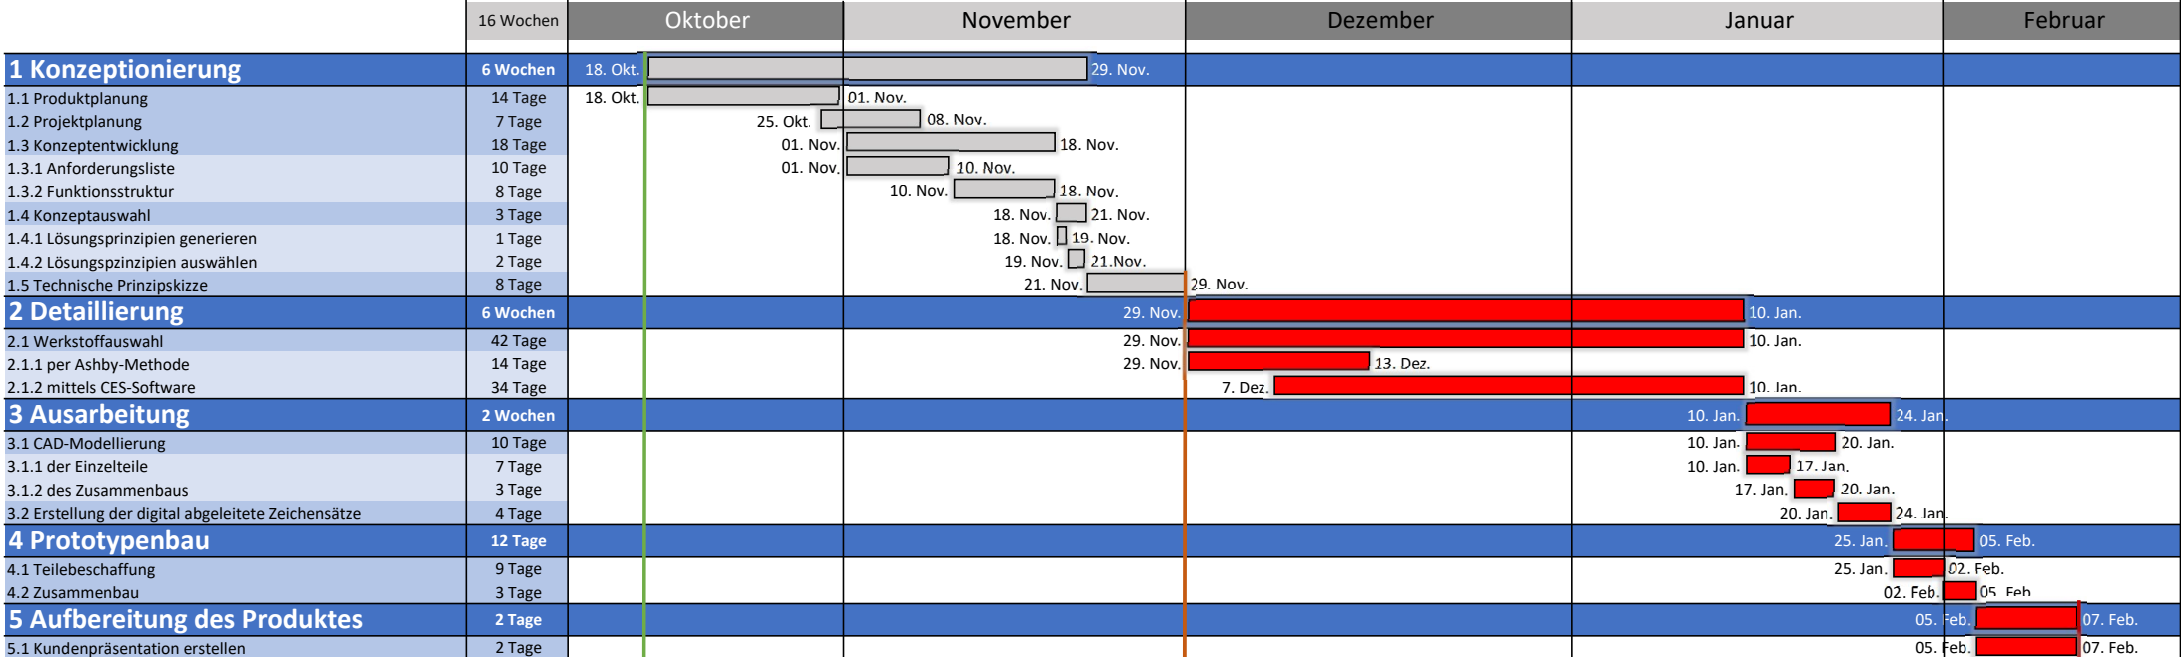 16 Wochen Oktober November Dezember Januar Februar
1 Konzeptionierung 6 Wochen 18. Okt. 29. Nov.
1.1 Produktplanung 14 Tage 18. Okt. 01. Nov.
1.2 Projektplanung 7 Tage 25. Okt. 08. Nov.
1.3 Konzeptentwicklung 18 Tage 01. Nov. 18. Nov.
1.3.1 Anforderungsliste 10 Tage 01. Nov. 10. Nov.
1.3.2 Funktionsstruktur 8 Tage 10. Nov. 18. Nov.
1.4 Konzeptauswahl 3 Tage 18. Nov. 21. Nov.
1.4.1 Lösungsprinzipien generieren 1 Tage 18. Nov. 19. Nov.
1.4.2 Lösungspzinzipien auswählen 2 Tage 19. Nov. 21.Nov.
1.5 Technische Prinzipskizze 8 Tage 21. Nov. 29. Nov.
2 Detaillierung 6 Wochen 29. Nov. 10. Jan.
2.1 Werkstoffauswahl 42 Tage 29. Nov. 10. Jan.
2.1.1 per Ashby-Methode 14 Tage 29. Nov. 13. Dez.
2.1.2 mittels CES-Software 34 Tage 7. Dez. 10. Jan.
3 Ausarbeitung 2 Wochen 10. Jan. 24. Jan.
3.1 CAD-Modellierung 10 Tage 10. Jan. 20. Jan.
3.1.1 der Einzelteile 7 Tage 10. Jan. 17. Jan.
3.1.2 des Zusammenbaus 3 Tage 17. Jan. 20. Jan.
3.2 Erstellung der digital abgeleitete Zeichensätze 4 Tage 20. Jan. 24. Jan.
4 Prototypenbau 12 Tage 25. Jan. 05. Feb.
4.1 Teilebeschaffung 9 Tage 25. Jan. 02. Feb.
4.2 Zusammenbau 3 Tage 02. Feb. 05. Feb.
5 Aufbereitung des Produktes 2 Tage 05. Feb. 07. Feb.
5.1 Kundenpräsentation erstellen 2 Tage 05. Feb. 07. Feb.